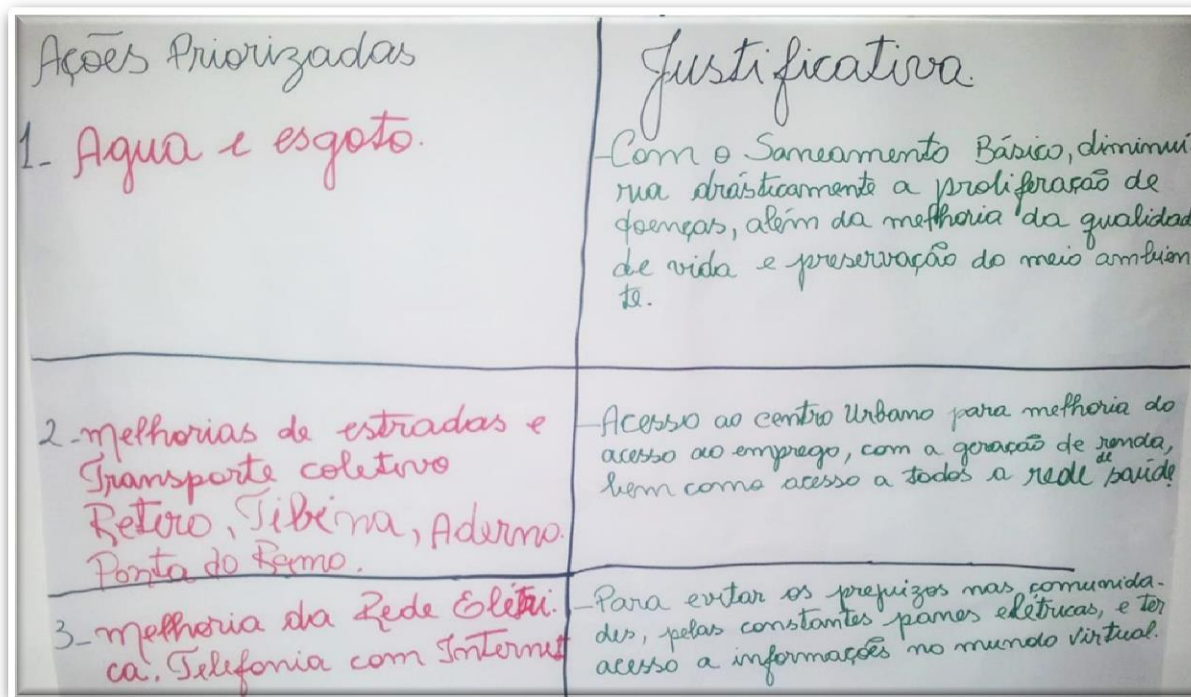 Ações Priorizadas
Justificativa.
1- Agua e esgoto.
-Com o Saneamento Básico, diminui
ria drásticamente a proliferação de
doenças, além da melhoria da qualidad
de vida e preservação do meio ambien
te.
2-melhorias de estradas e
Transporte coletivo
Retiro, Tibina, Aderno.
Ponta do Ramo.
-Acesso ao centro Urbano para melhoria do
acesso ao emprego, com a geração de renda,
bem como acesso a todos a rede de saúde
3-melhoria da Rede Elétri.
ca. Telefonia com Internet
-Para evitar os prejuizos nas comunida-
des, pelas constantes panes elétricas, e ter
acesso a informações no mundo virtual.